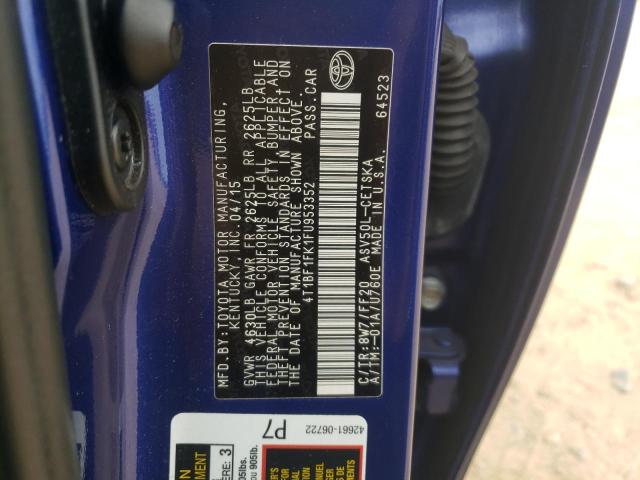 MFD.BY:TOYOTA MOTOR MANUFACTURING,
KENTUCKY, INC. 04/15
GVWR 4630LB GAWR FR 2625LB RR 2625LB
THIS VEHICLE CONFORMS TO ALL APPLICABLE
FEDERAL MOTOR VEHICLE SAFETY, BUMPER, AND
THEFT PREVENTION STANDARDS IN EFFECT ON
THE DATE OF MANUFACTURE SHOWN ABOVE.
4T1BF1FK1FU953352 PASS.CAR
C/TR:8W7/FF20 ASV50L-CETSKA
A/TM:-01A/U760E MADE IN U.S.A. 64523
42661-06722
P7